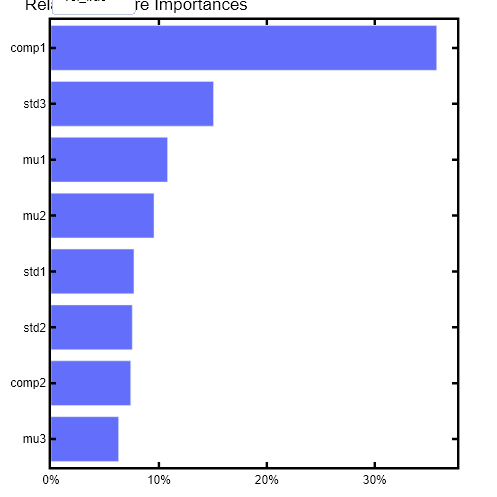 Rela re Importances
comp1
std3
mu1
mu2
std1
std2
comp2
mu3
0% 10% 20% 30%